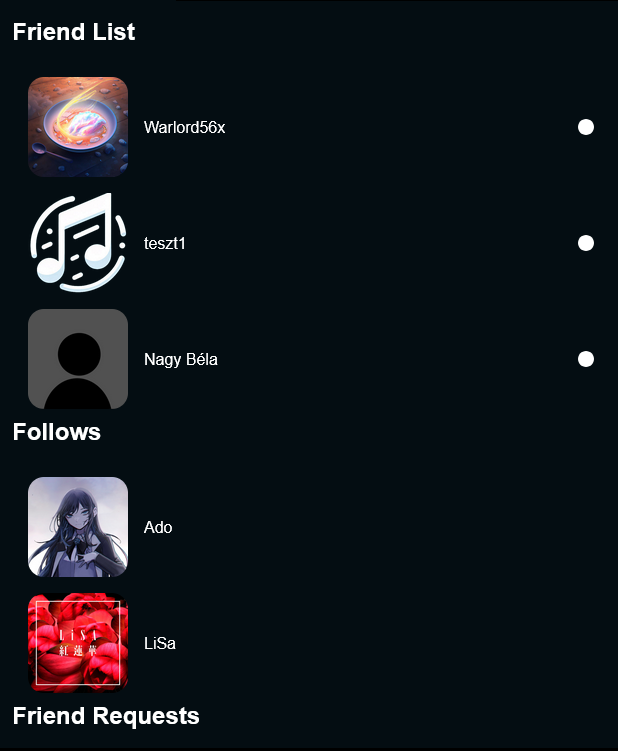 Friend List
Warlord56x
teszt1
Nagy Béla
Follows
Ado
LiSA
紅蓮華
LiSa
Friend Requests